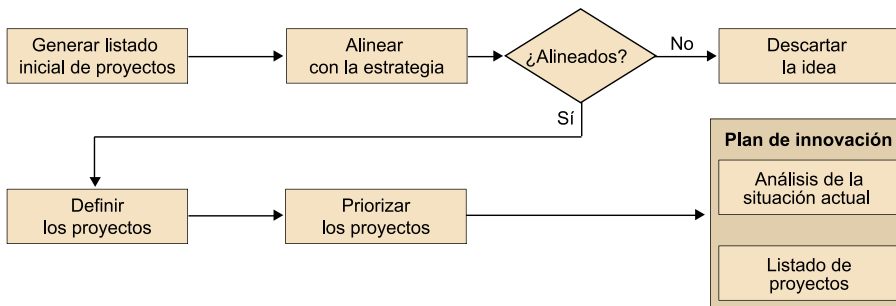 Generar listado
inicial de proyectos
Alinear
con la estrategia
¿Alineados?
No
Descartar
la idea
Sí
Definir
los proyectos
Priorizar
los proyectos
Plan de innovación
Análisis de la
situación actual
Listado de
proyectos